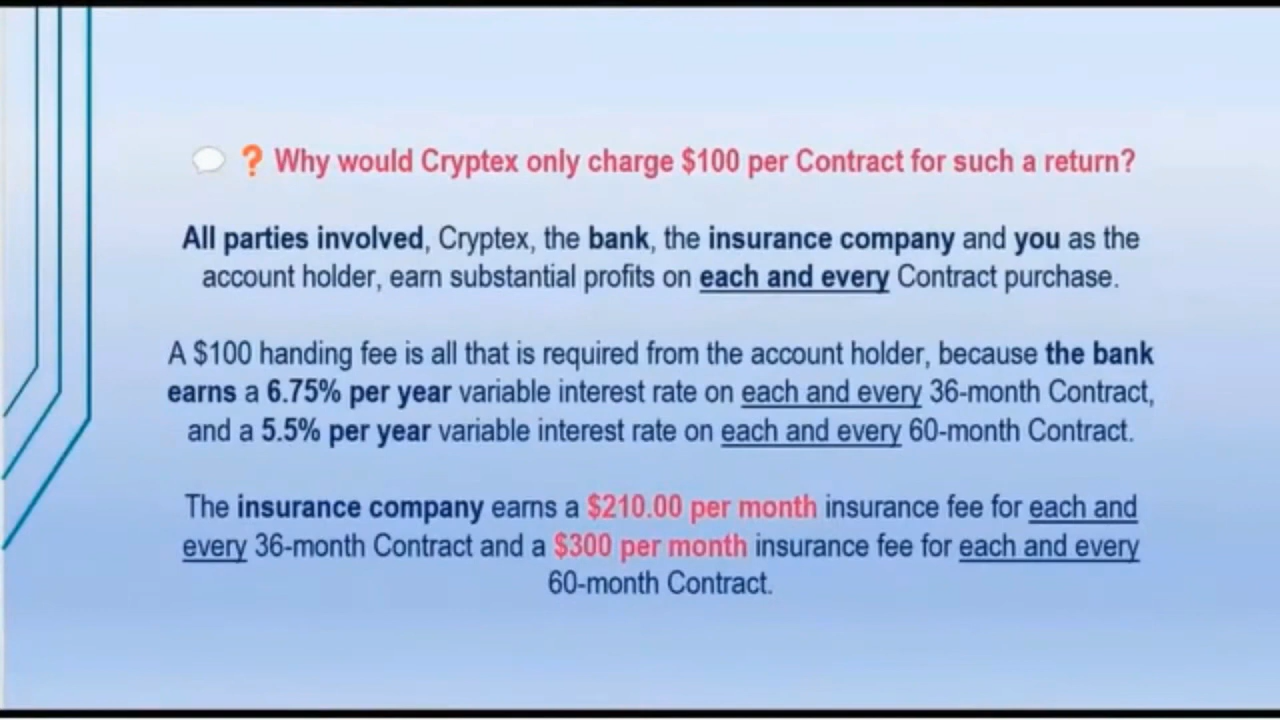 💬❓Why would Cryptex only charge $100 per Contract for such a return?
All parties involved, Cryptex, the bank, the insurance company and you as the
account holder, earn substantial profits on each and every Contract purchase.
A $100 handing fee is all that is required from the account holder, because the bank
earns a 6.75% per year variable interest rate on each and every 36-month Contract,
and a 5.5% per year variable interest rate on each and every 60-month Contract.
The insurance company earns a $210.00 per month insurance fee for each and
every 36-month Contract and a $300 per month insurance fee for each and every
60-month Contract.